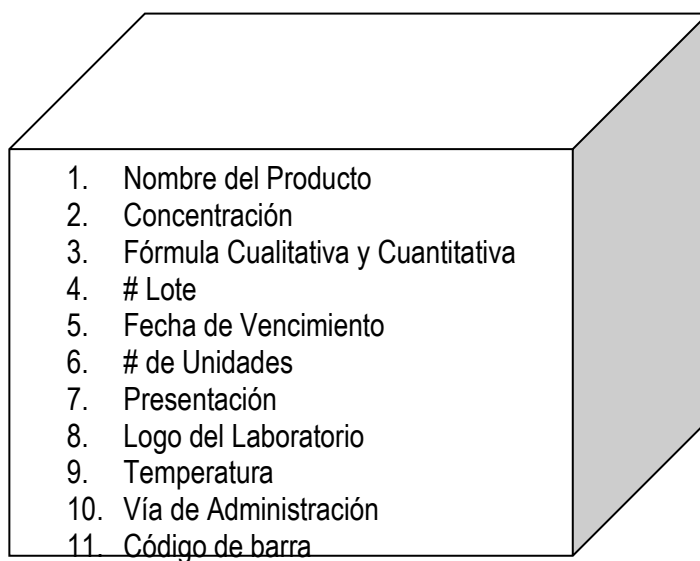 1. Nombre del Producto
2. Concentración
3. Fórmula Cualitativa y Cuantitativa
4. # Lote
5. Fecha de Vencimiento
6. # de Unidades
7. Presentación
8. Logo del Laboratorio
9. Temperatura
10. Vía de Administración
11. Código de barra